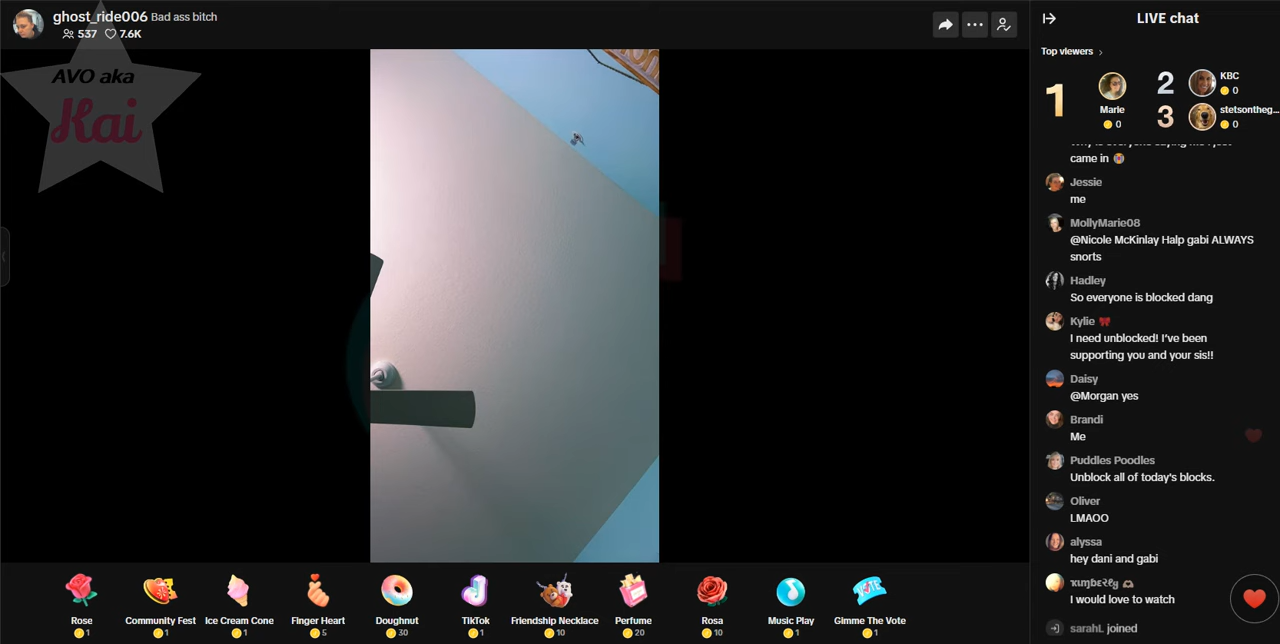 ghost_ride006 Bad ass bitch
537 7.6K
AVO aka
Kai
LIVE chat
Top viewers
1
Marie
0
2
KBC
0
3
stetsontheg...
0
came in
Jessie
me
MollyMarie08
@Nicole McKinlay Halp gabi ALWAYS
snorts
Hadley
So everyone is blocked dang
Kylie
I need unblocked! I've been
supporting you and your sis!!
Daisy
@Morgan yes
Brandi
Me
Puddles Poodles
Unblock all of today's blocks.
Oliver
LMAOO
alyssa
hey dani and gabi
I would love to watch
sarahL joined
Rose
1
Community Fest
1
Ice Cream Cone
1
Finger Heart
5
Doughnut
30
TikTok
1
Friendship Necklace
10
Perfume
20
Rosa
10
Music Play
1
Gimme The Vote
1